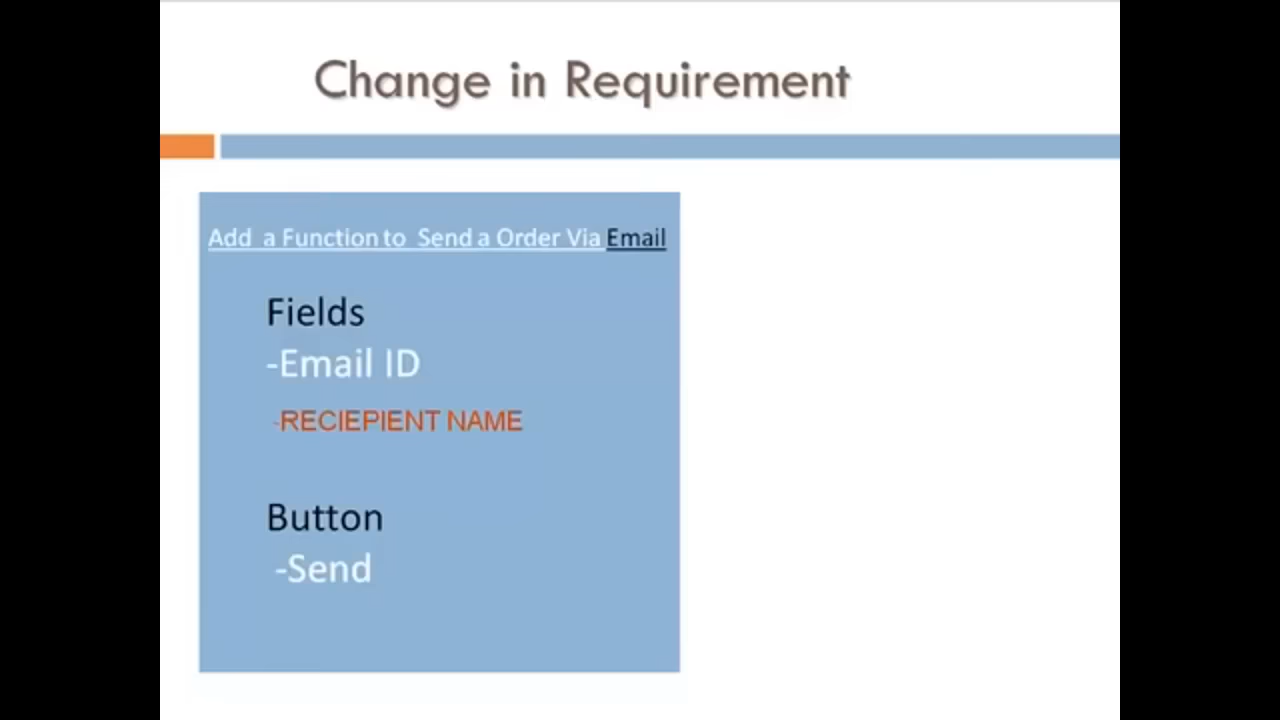 Change in Requirement
Add a Function to Send a Order Via Email
Fields
-Email ID
-RECIEPIENT NAME
Button
-Send